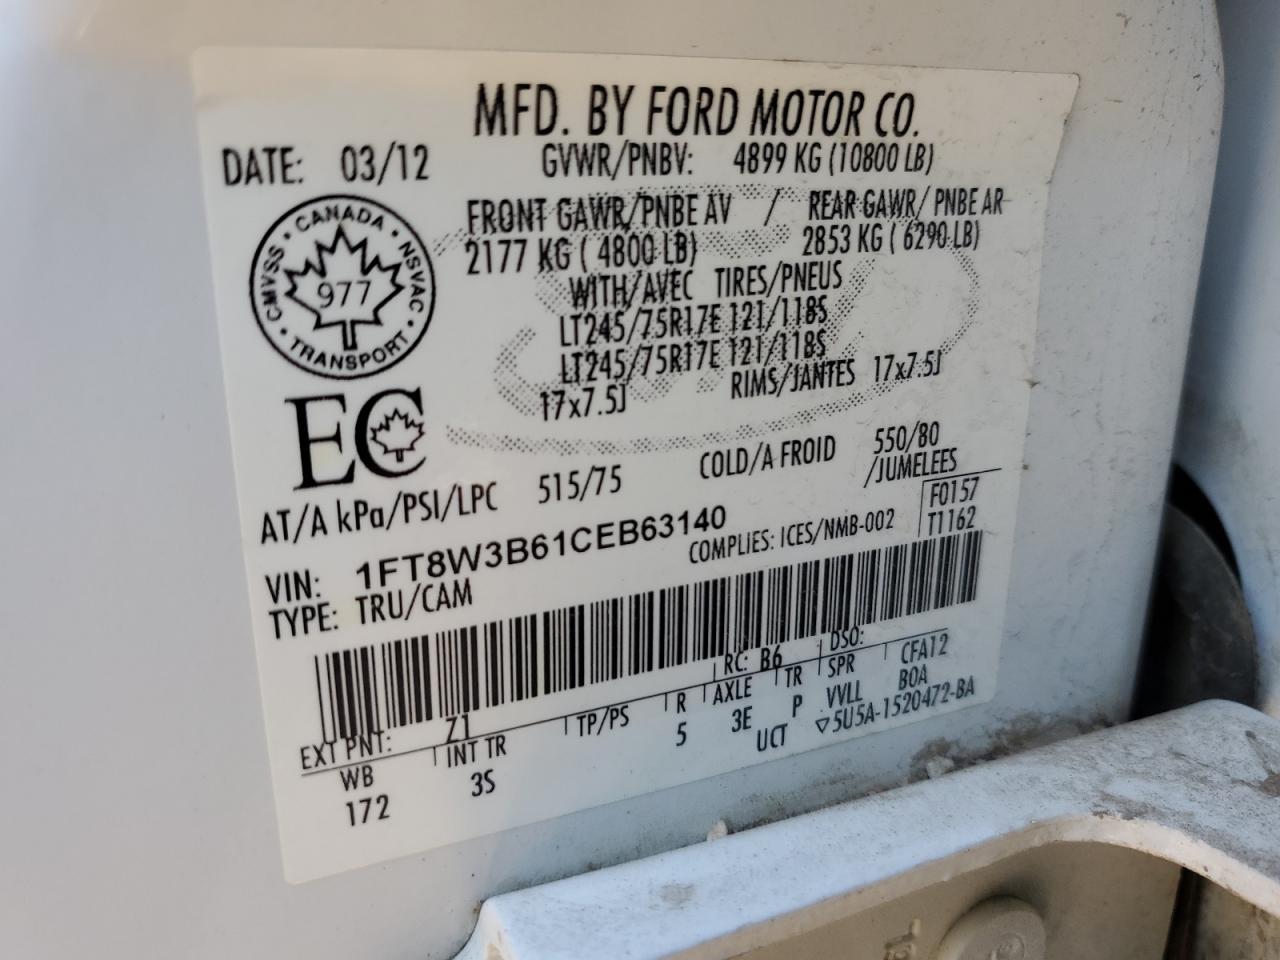 MFD. BY FORD MOTOR CO.
DATE: 03/12 GVWR/PNBV: 4899 KG (10800 LB)
FRONT GAWR/PNBE AV / REAR GAWR/ PNBE AR
2177 KG ( 4800 LB) 2853 KG ( 6290 LB)
WITH/AVEC TIRES/PNEUS
LT245/75R17E 121/118S
LT245/75R17E 121/118S
17x7.5J RIMS/JANTES 17x7.5J
CANADA · NSVAC · TRANSPORT · CMVSS ·
977
EC
AT/A kPa/PSI/LPC 515/75 COLD/A FROID 550/80
/JUMELEES
VIN: 1FT8W3B61CEB63140 COMPLIES: ICES/NMB-002 F0157
TYPE: TRU/CAM T1162
EXT PNT: Z1 RC: B6 DSO:
WB INT TR TP/PS R AXLE TR SPR CFA12
172 3S 5 3E P VVLL BOA
UCT ▽5U5A-1520472-BA